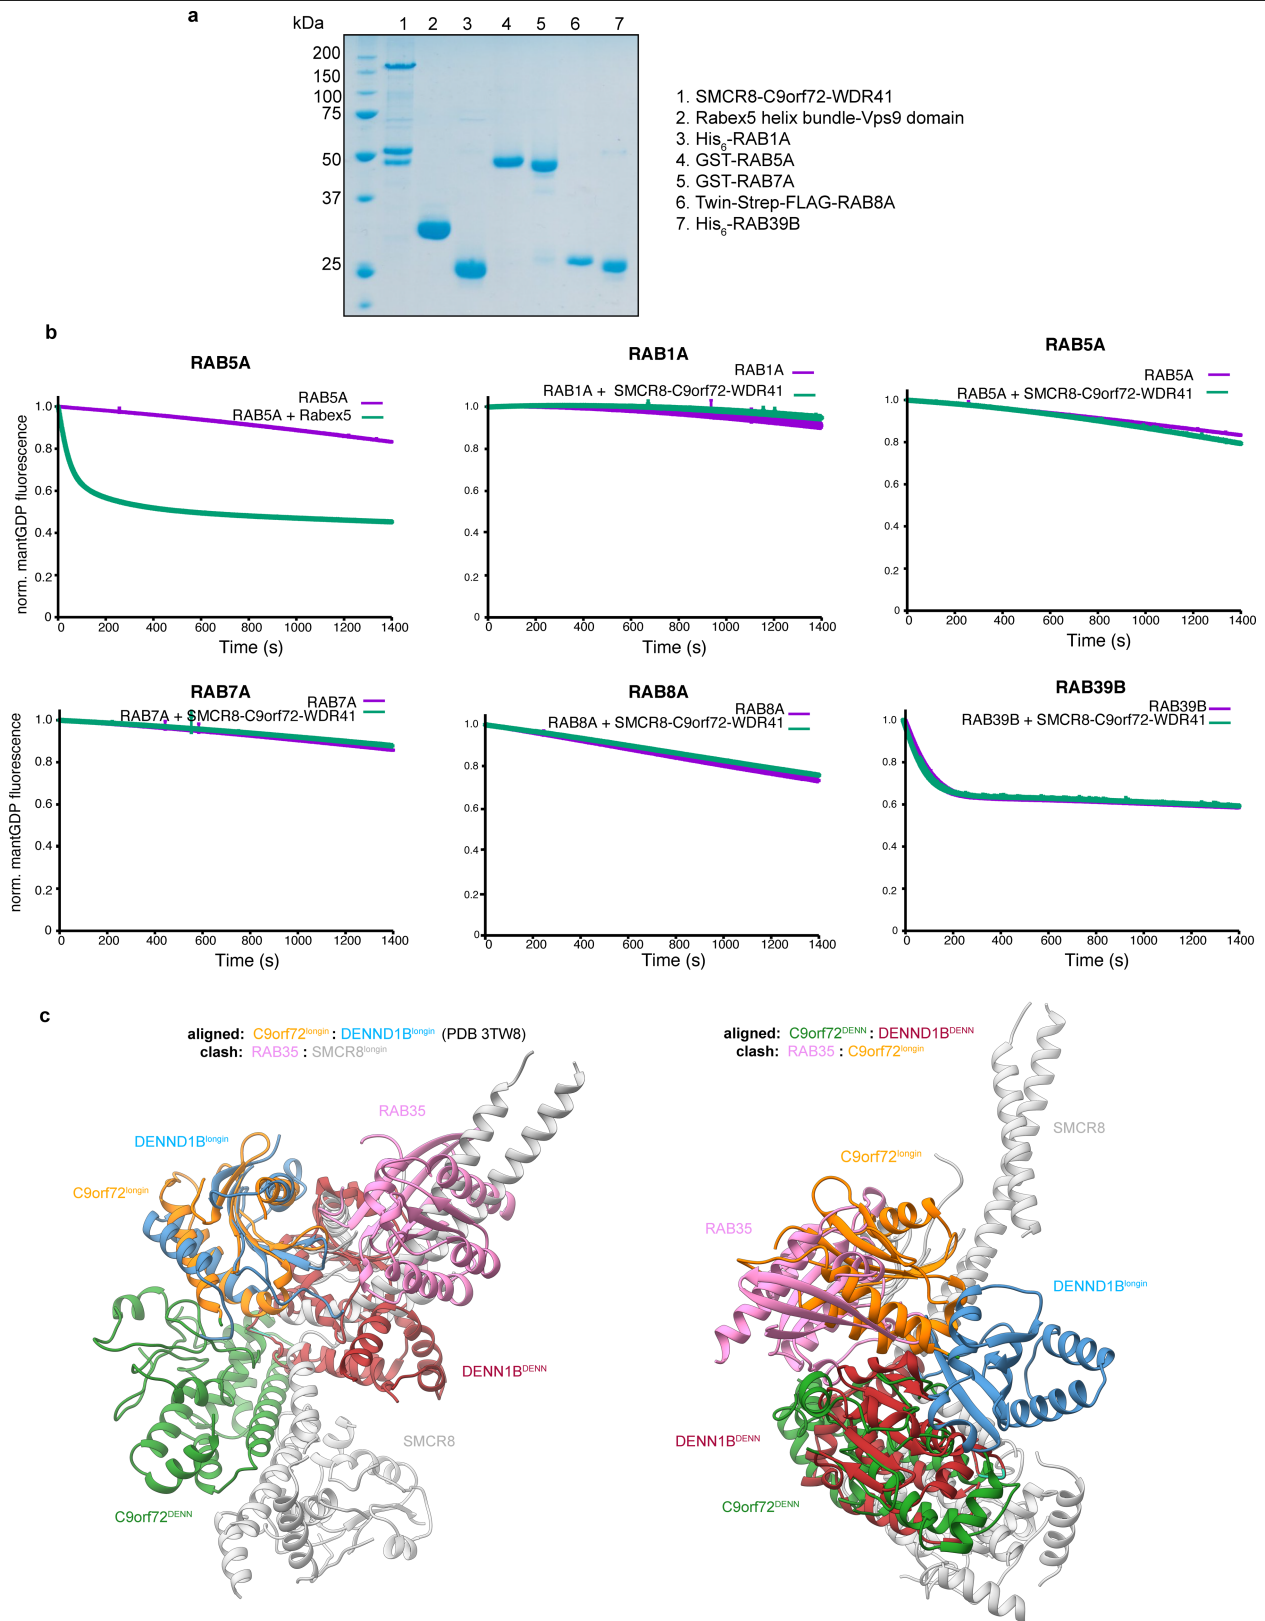 a
kDa
1 2 3 4 5 6 7
200
150
100
75
50
37
25
1. SMCR8-C9orf72-WDR41
2. Rabex5 helix bundle-Vps9 domain
3. His6-RAB1A
4. GST-RAB5A
5. GST-RAB7A
6. Twin-Strep-FLAG-RAB8A
7. His6-RAB39B
b
RAB5A
RAB5A
RAB5A + Rabex5
norm. mantGDP fluorescence
1.0
0.8
0.6
0.4
0.2
0
0 200 400 600 800 1000 1200 1400
Time (s)
RAB1A
RAB1A
RAB1A + SMCR8-C9orf72-WDR41
1.0
0.8
0.6
0.4
0.2
0
0 200 400 600 800 1000 1200 1400
Time (s)
RAB5A
RAB5A
RAB5A + SMCR8-C9orf72-WDR41
1.0
0.8
0.6
0.4
0.2
0
0 200 400 600 800 1000 1200 1400
Time (s)
RAB7A
RAB7A
RAB7A + SMCR8-C9orf72-WDR41
norm. mantGDP fluorescence
1.0
0.8
0.6
0.4
0.2
0
0 200 400 600 800 1000 1200 1400
Time (s)
RAB8A
RAB8A
RAB8A + SMCR8-C9orf72-WDR41
1.0
0.8
0.6
0.4
0.2
0
0 200 400 600 800 1000 1200 1400
Time (s)
RAB39B
RAB39B
RAB39B + SMCR8-C9orf72-WDR41
1.0
0.8
0.6
0.4
0.2
0
0 200 400 600 800 1000 1200 1400
Time (s)
c
aligned: C9orf72longin : DENND1Blongin (PDB 3TW8)
clash: RAB35 : SMCR8longin
RAB35
DENND1Blongin
C9orf72longin
DENN1BDENN
SMCR8
C9orf72DENN
aligned: C9orf72DENN : DENND1BDENN
clash: RAB35 : C9orf72longin
SMCR8
C9orf72longin
RAB35
DENND1Blongin
DENN1BDENN
C9orf72DENN